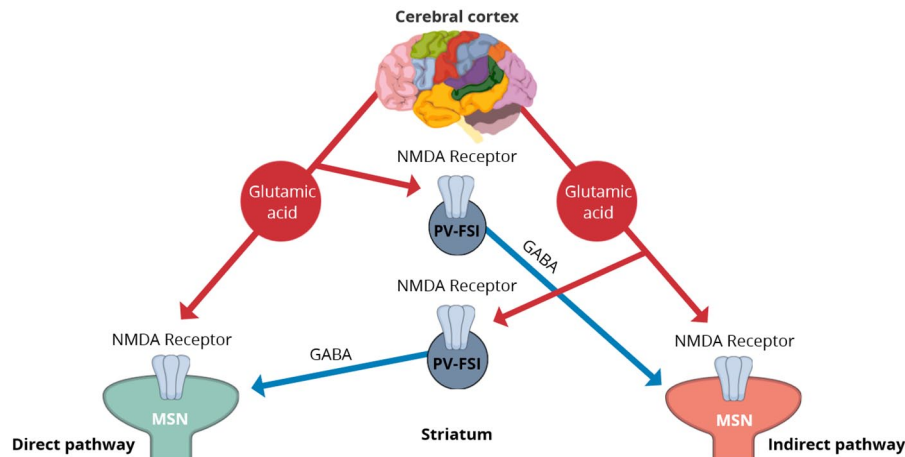 Cerebral cortex
NMDA Receptor
Glutamic
acid
Glutamic
acid
PV-FSI
GABA
NMDA Receptor
NMDA Receptor
NMDA Receptor
GABA
PV-FSI
MSN
MSN
Direct pathway
Striatum
Indirect pathway